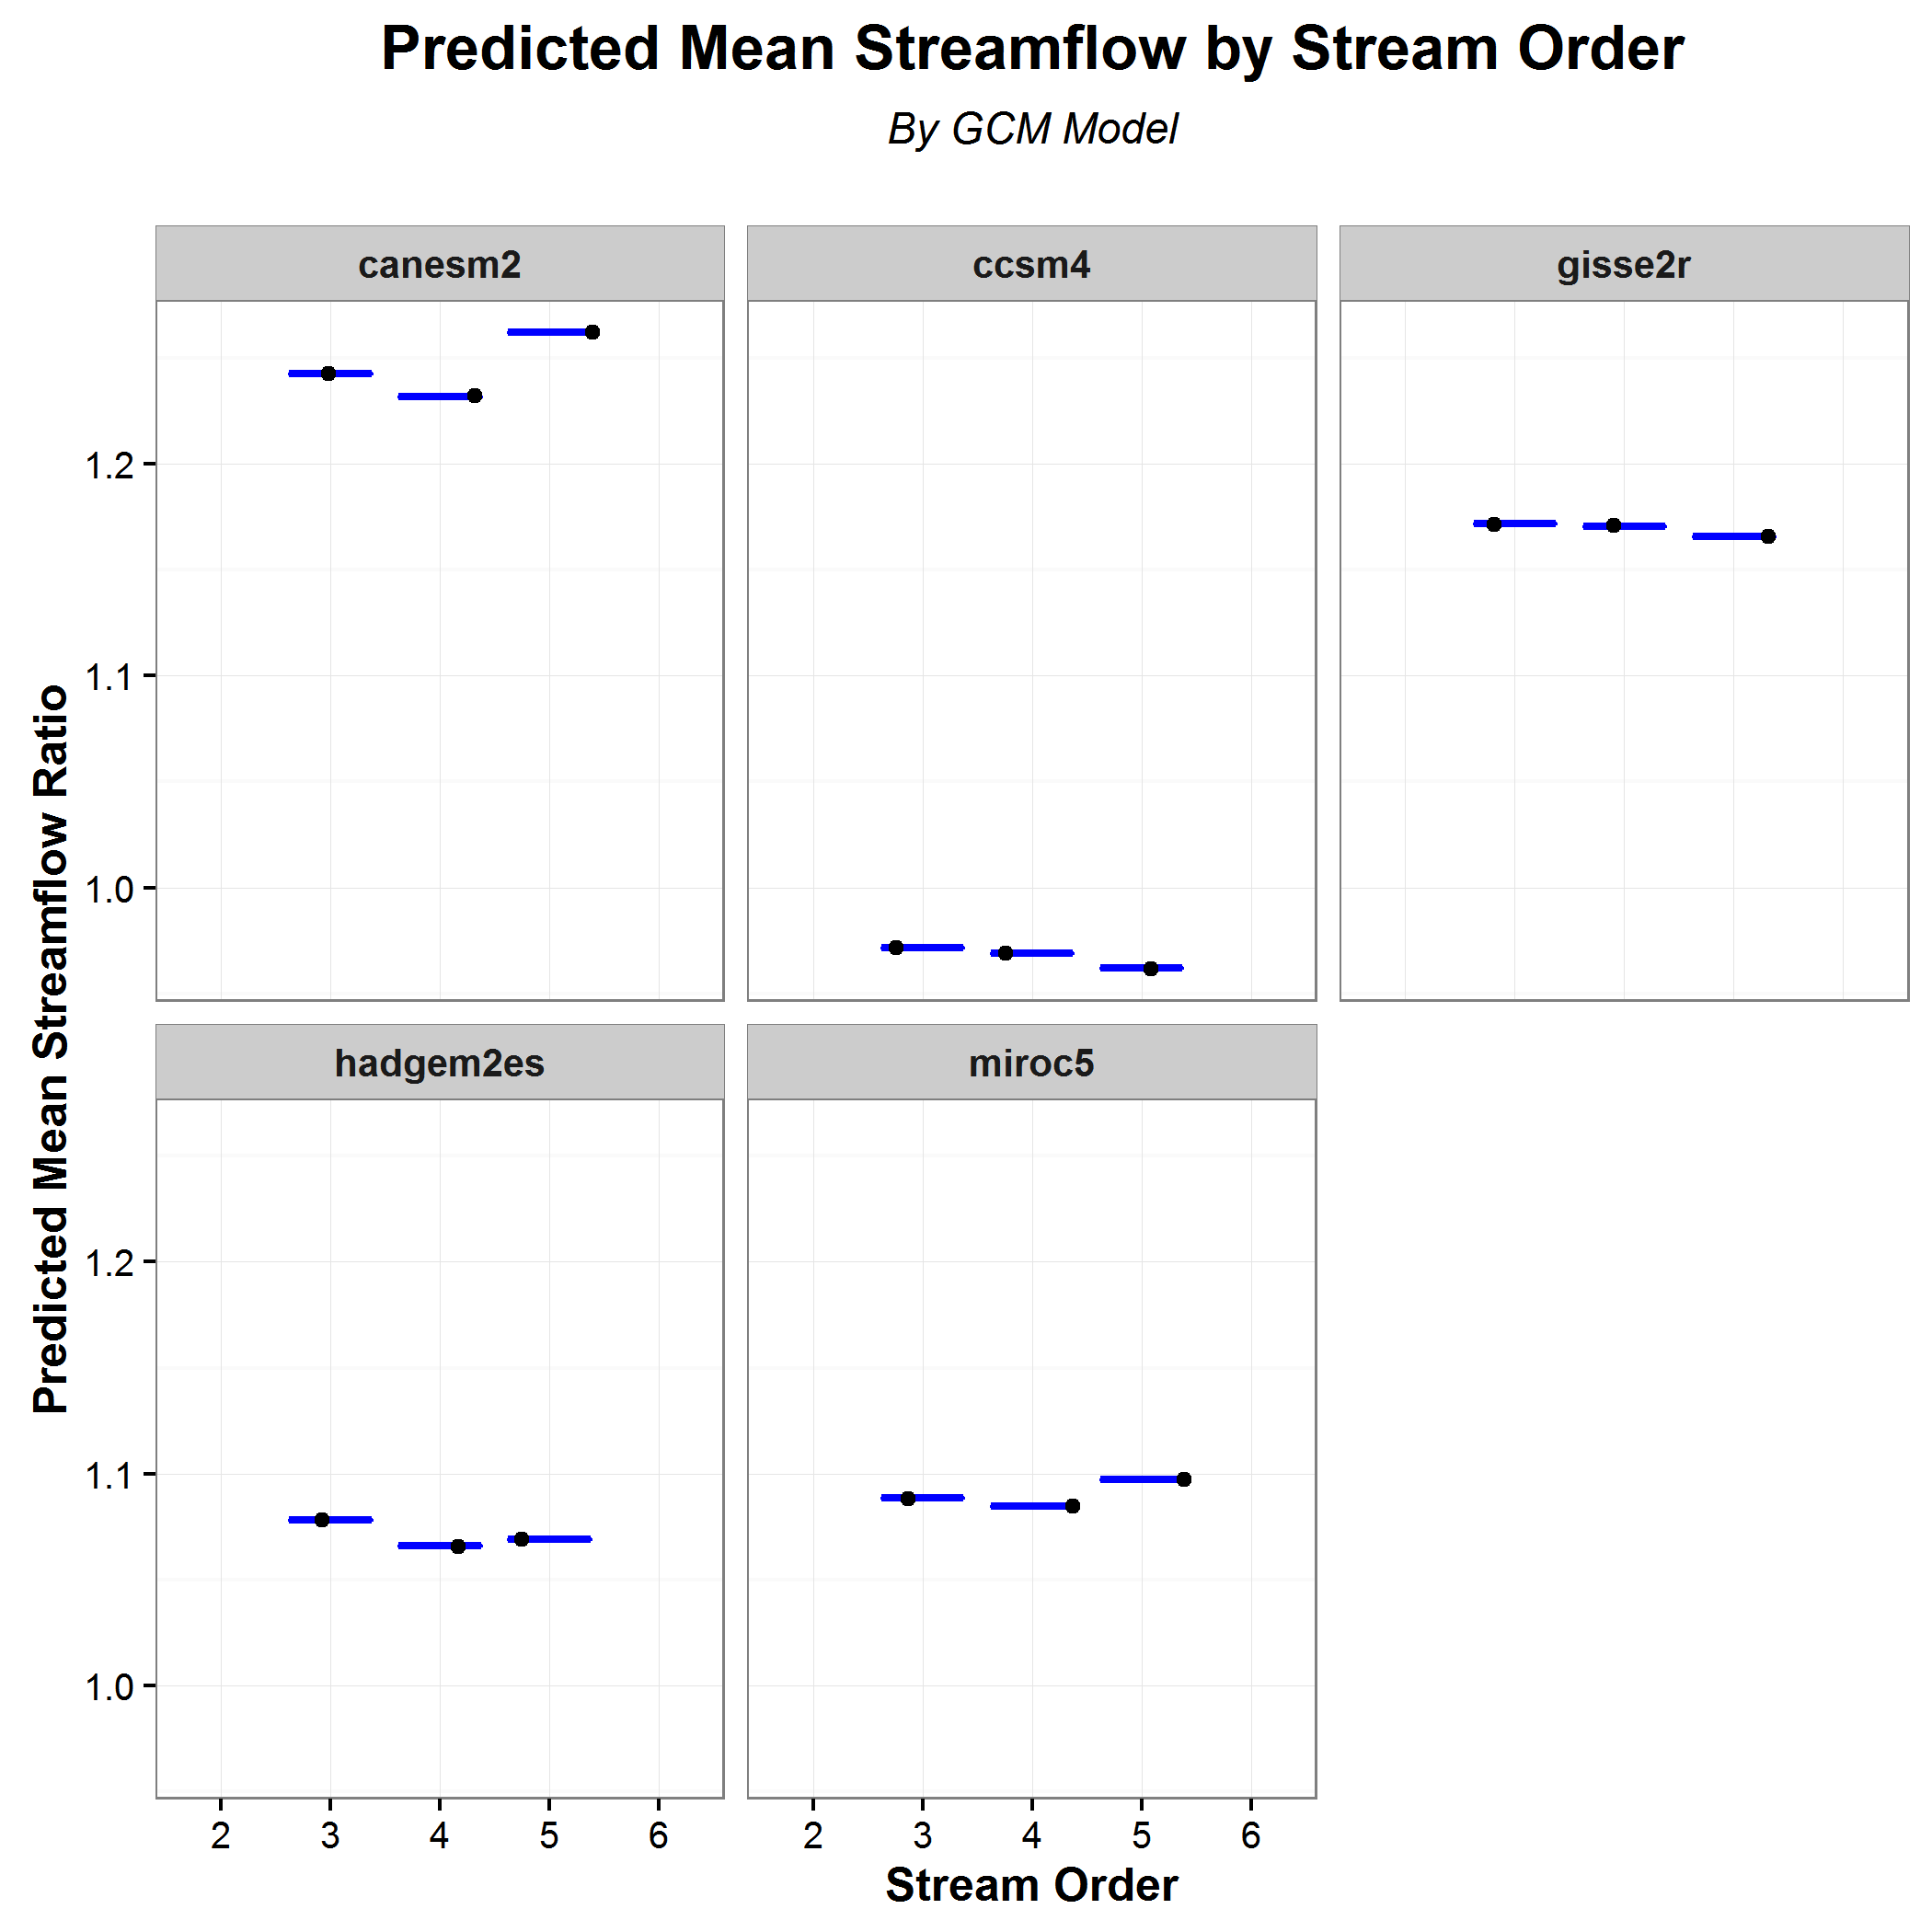 Predicted Mean Streamflow by Stream Order
By GCM Model
canesm2
ccsm4
gisse2r
1.2
1.1
1.0
Predicted Mean Streamflow Ratio
hadgem2es
miroc5
1.2
1.1
1.0
2 3 4 5 6
2 3 4 5 6
Stream Order